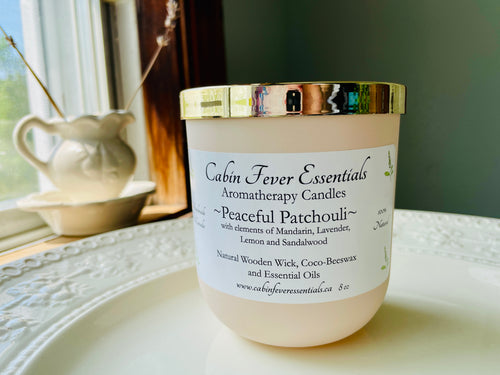 Cabin Fever Essentials
Aromatherapy Candles
~Peaceful Patchouli~
with elements of Mandarin, Lavender,
Lemon and Sandalwood
Natural Wooden Wick, Coco-Beeswax
and Essential Oils
www.cabinfeveressentials.ca 8 oz
100%